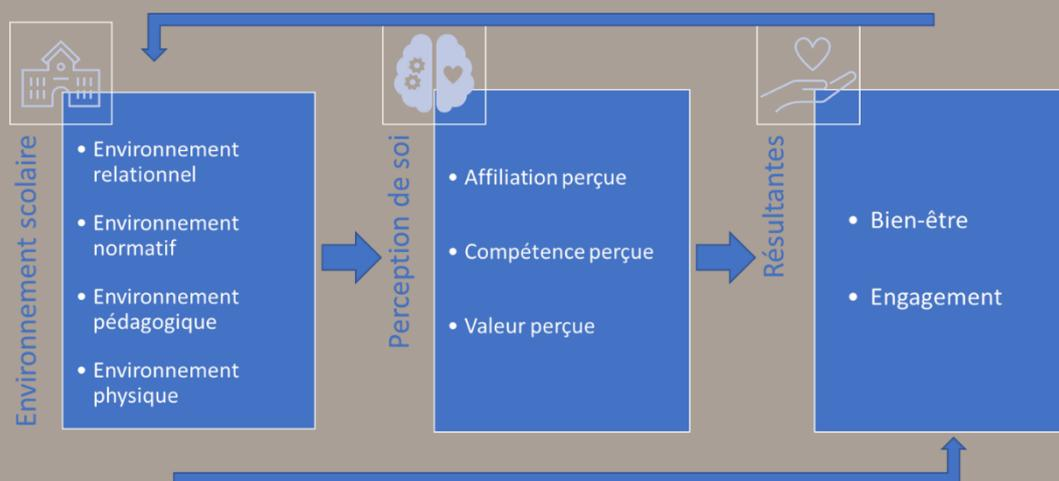 Environnement scolaire
• Environnement
relationnel
• Environnement
normatif
• Environnement
pédagogique
• Environnement
physique
Perception de soi
• Affiliation perçue
• Compétence perçue
• Valeur perçue
Résultantes
• Bien-être
• Engagement